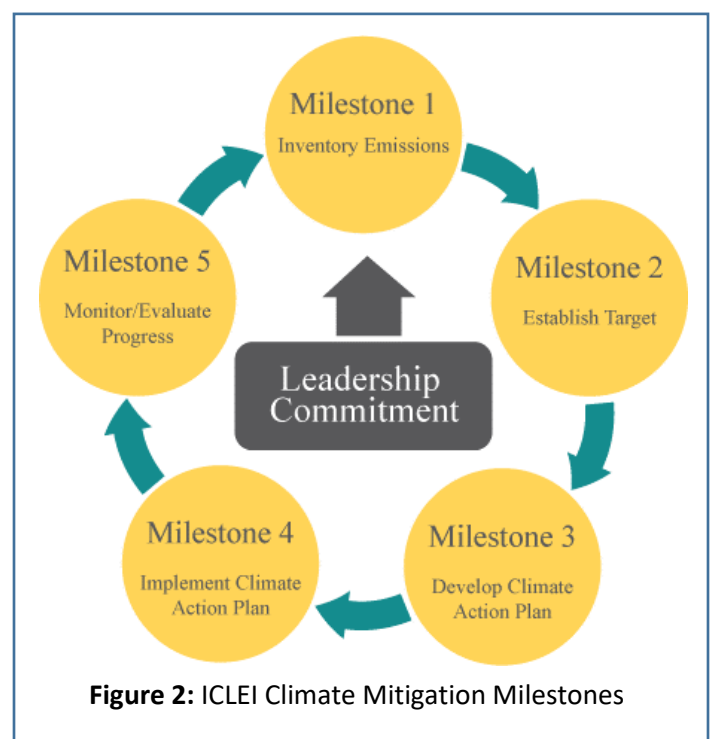 Milestone 1
Inventory Emissions
Milestone 2
Establish Target
Milestone 3
Develop Climate
Action Plan
Milestone 4
Implement Climate
Action Plan
Milestone 5
Monitor/Evaluate
Progress
Leadership
Commitment
Figure 2: ICLEI Climate Mitigation Milestones